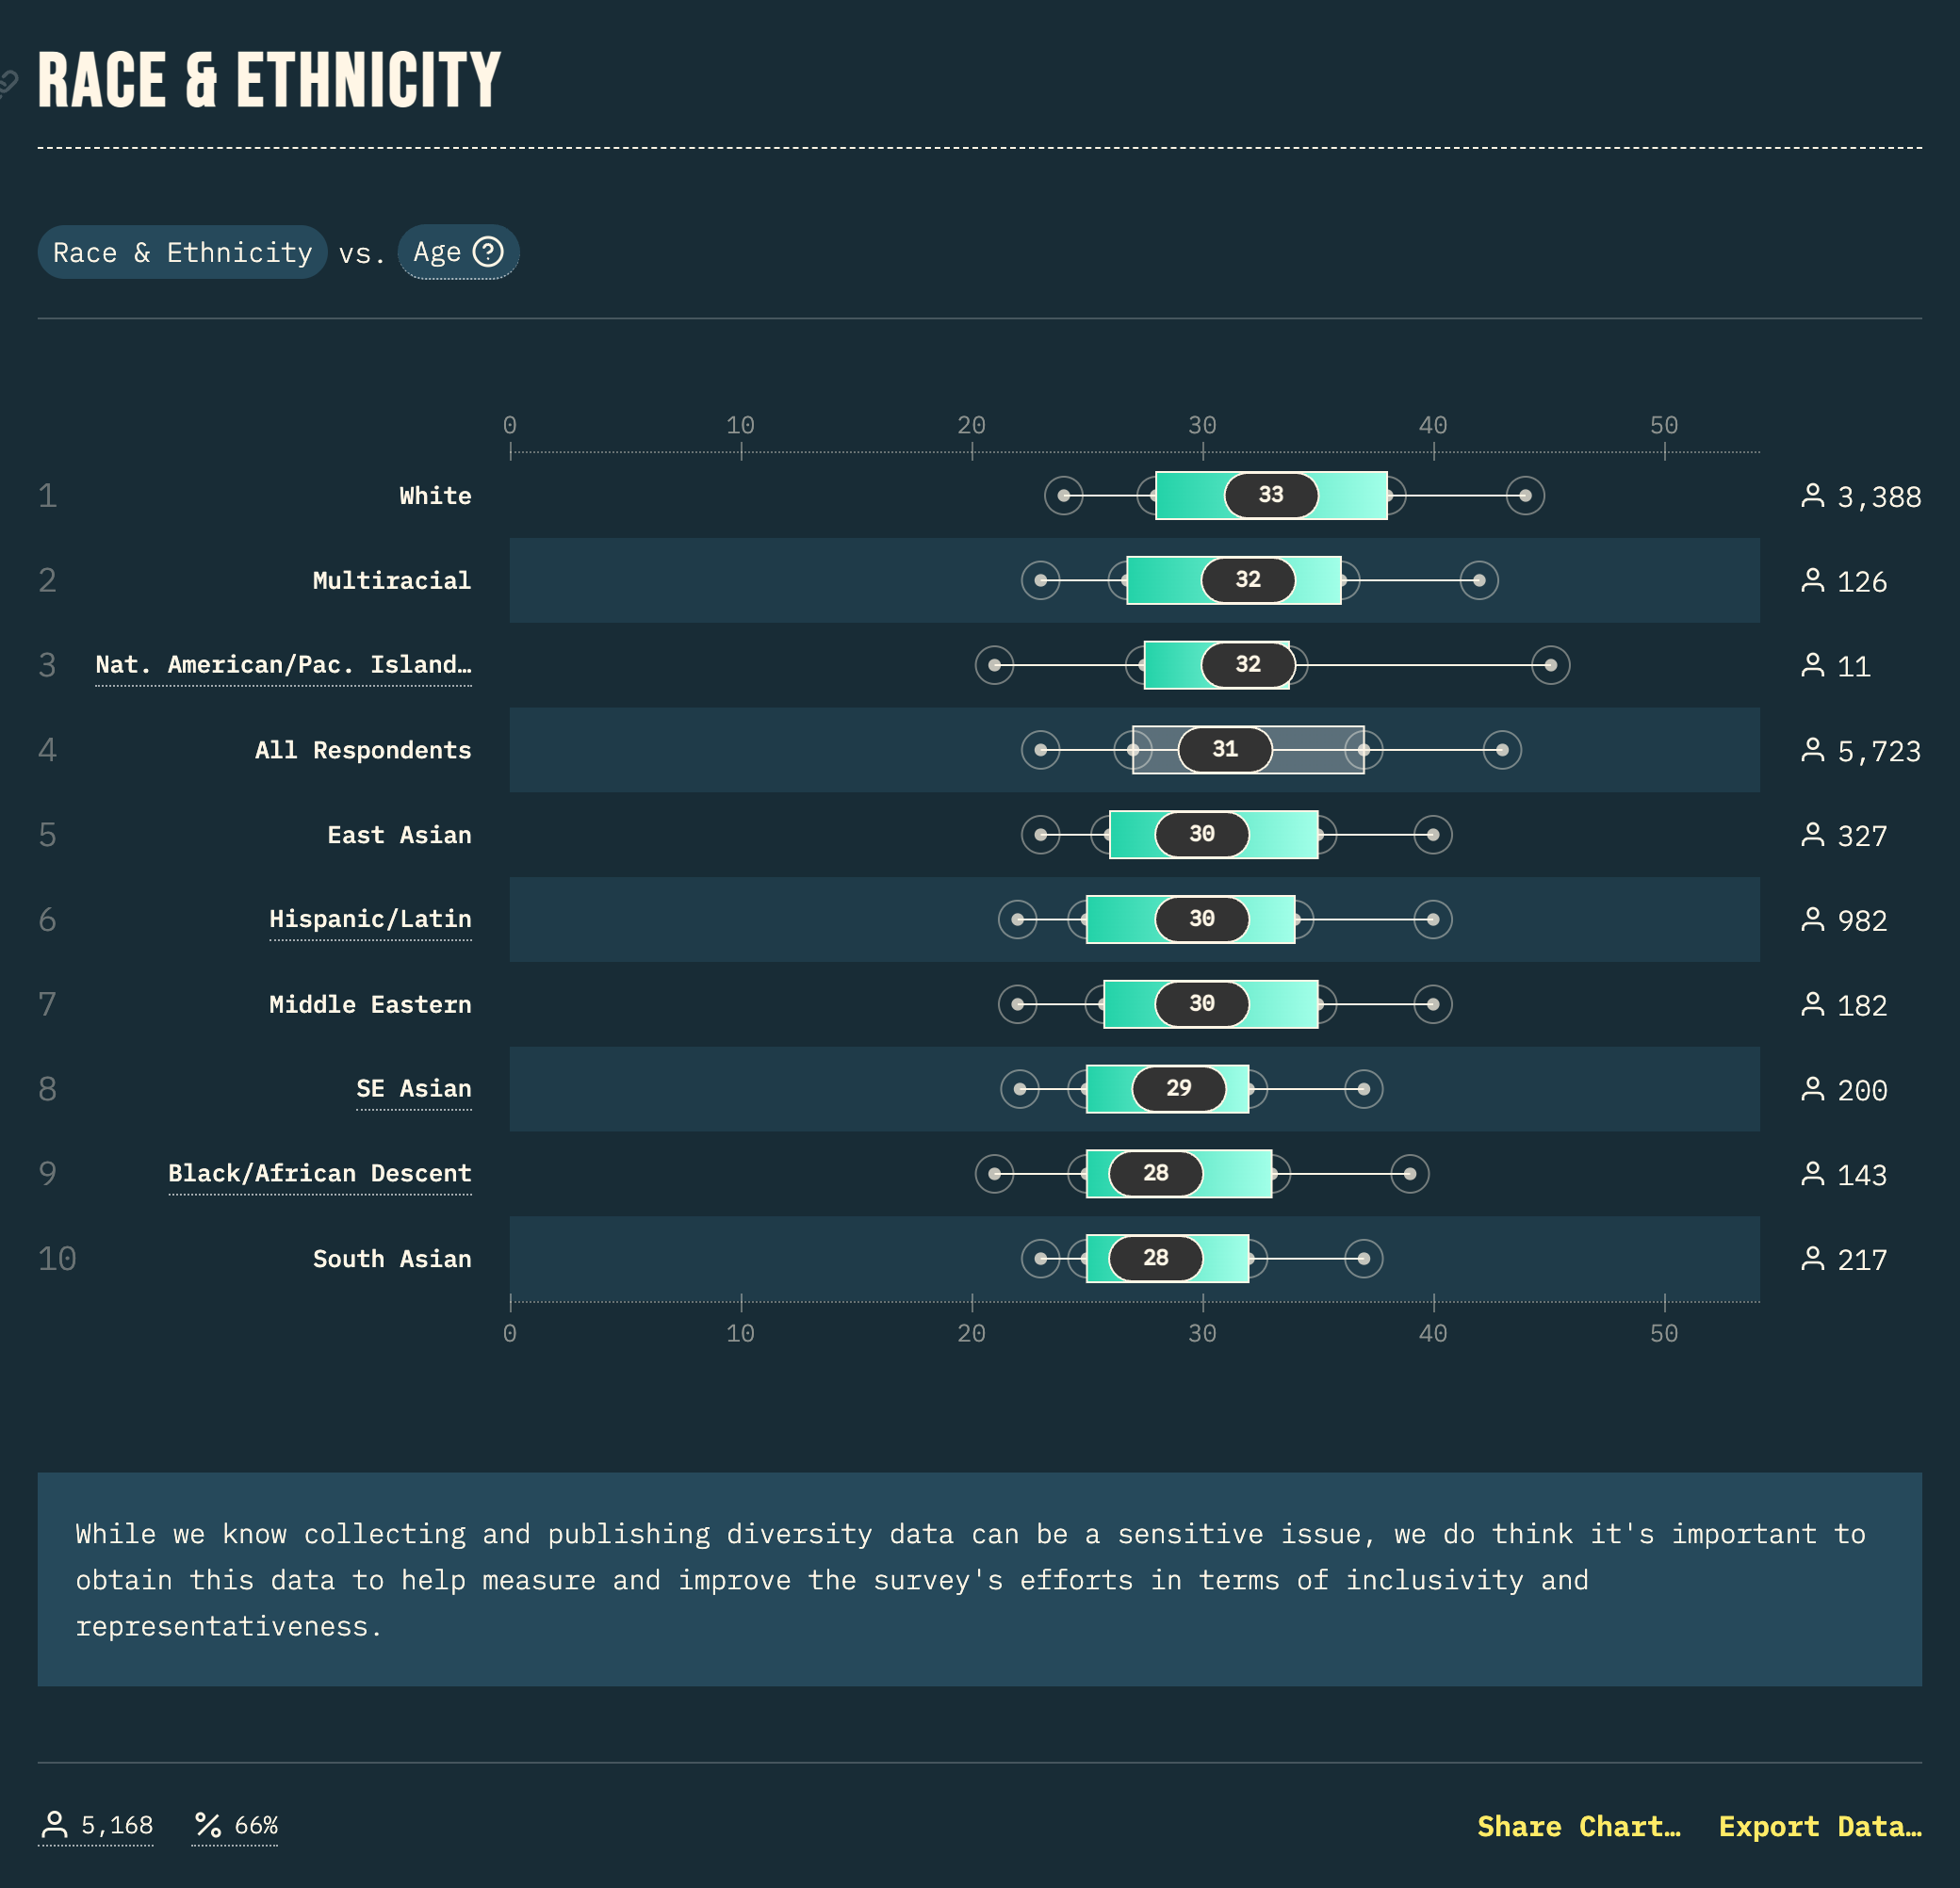 RACE & ETHNICITY
Race & Ethnicity vs. Age ?
0 10 20 30 40 50
1 White 33 3,388
2 Multiracial 32 126
3 Nat. American/Pac. Island… 32 11
4 All Respondents 31 5,723
5 East Asian 30 327
6 Hispanic/Latin 30 982
7 Middle Eastern 30 182
8 SE Asian 29 200
9 Black/African Descent 28 143
10 South Asian 28 217
0 10 20 30 40 50
While we know collecting and publishing diversity data can be a sensitive issue, we do think it's important to
obtain this data to help measure and improve the survey's efforts in terms of inclusivity and
representativeness.
5,168 % 66% Share Chart… Export Data…